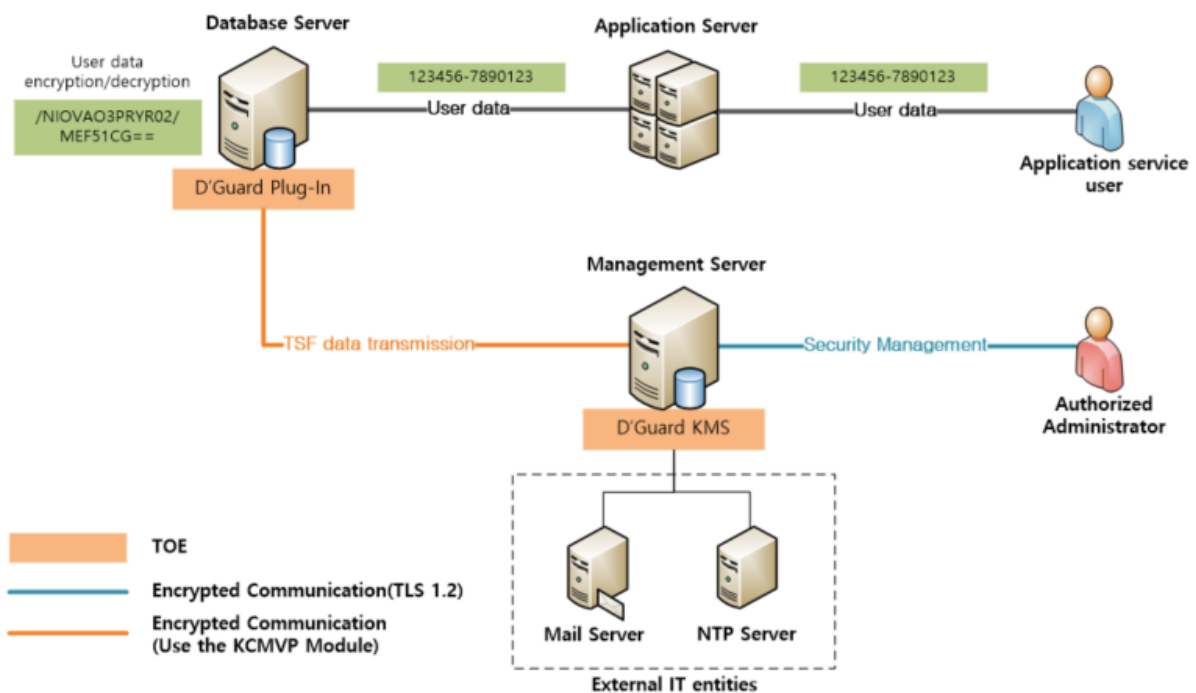 Database Server
Application Server
User data
encryption/decryption
/NIOVAO3PRYR02/
MEF51CG==
123456-7890123
User data
123456-7890123
User data
Application service
user
D'Guard Plug-In
Management Server
TSF data transmission
Security Management
Authorized
Administrator
D'Guard KMS
TOE
Encrypted Communication(TLS 1.2)
Encrypted Communication
(Use the KCMVP Module)
Mail Server
NTP Server
External IT entities